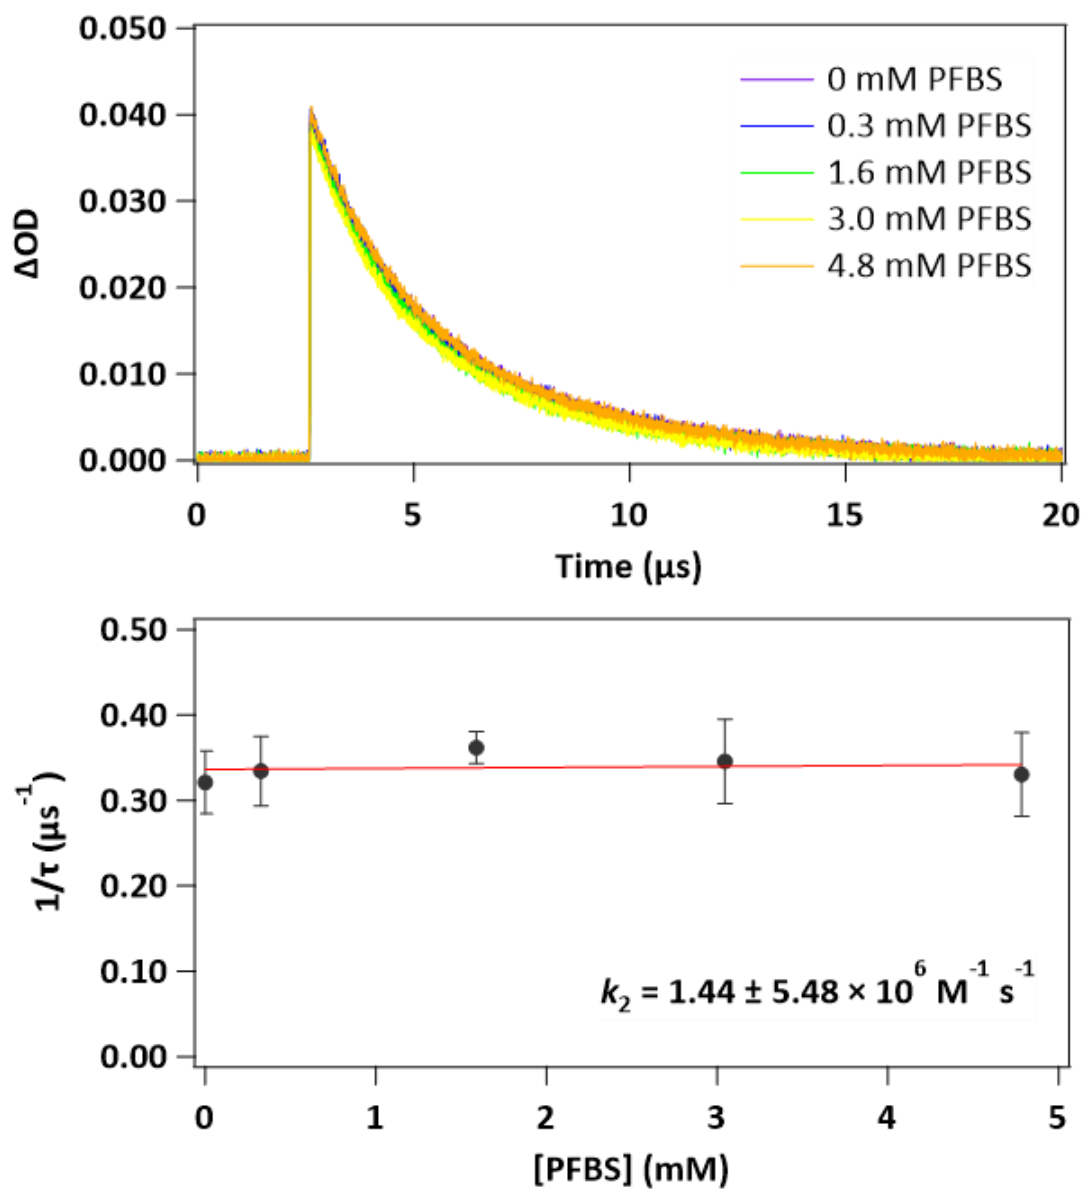 0.050
0.040
0.030
0.020
0.010
0.000
ΔOD
0 mM PFBS
0.3 mM PFBS
1.6 mM PFBS
3.0 mM PFBS
4.8 mM PFBS
0 5 10 15 20
Time (μs)
0.50
0.40
0.30
0.20
0.10
0.00
1/τ (μs⁻¹)
k₂ = 1.44 ± 5.48 × 10⁶ M⁻¹ s⁻¹
0 1 2 3 4 5
[PFBS] (mM)